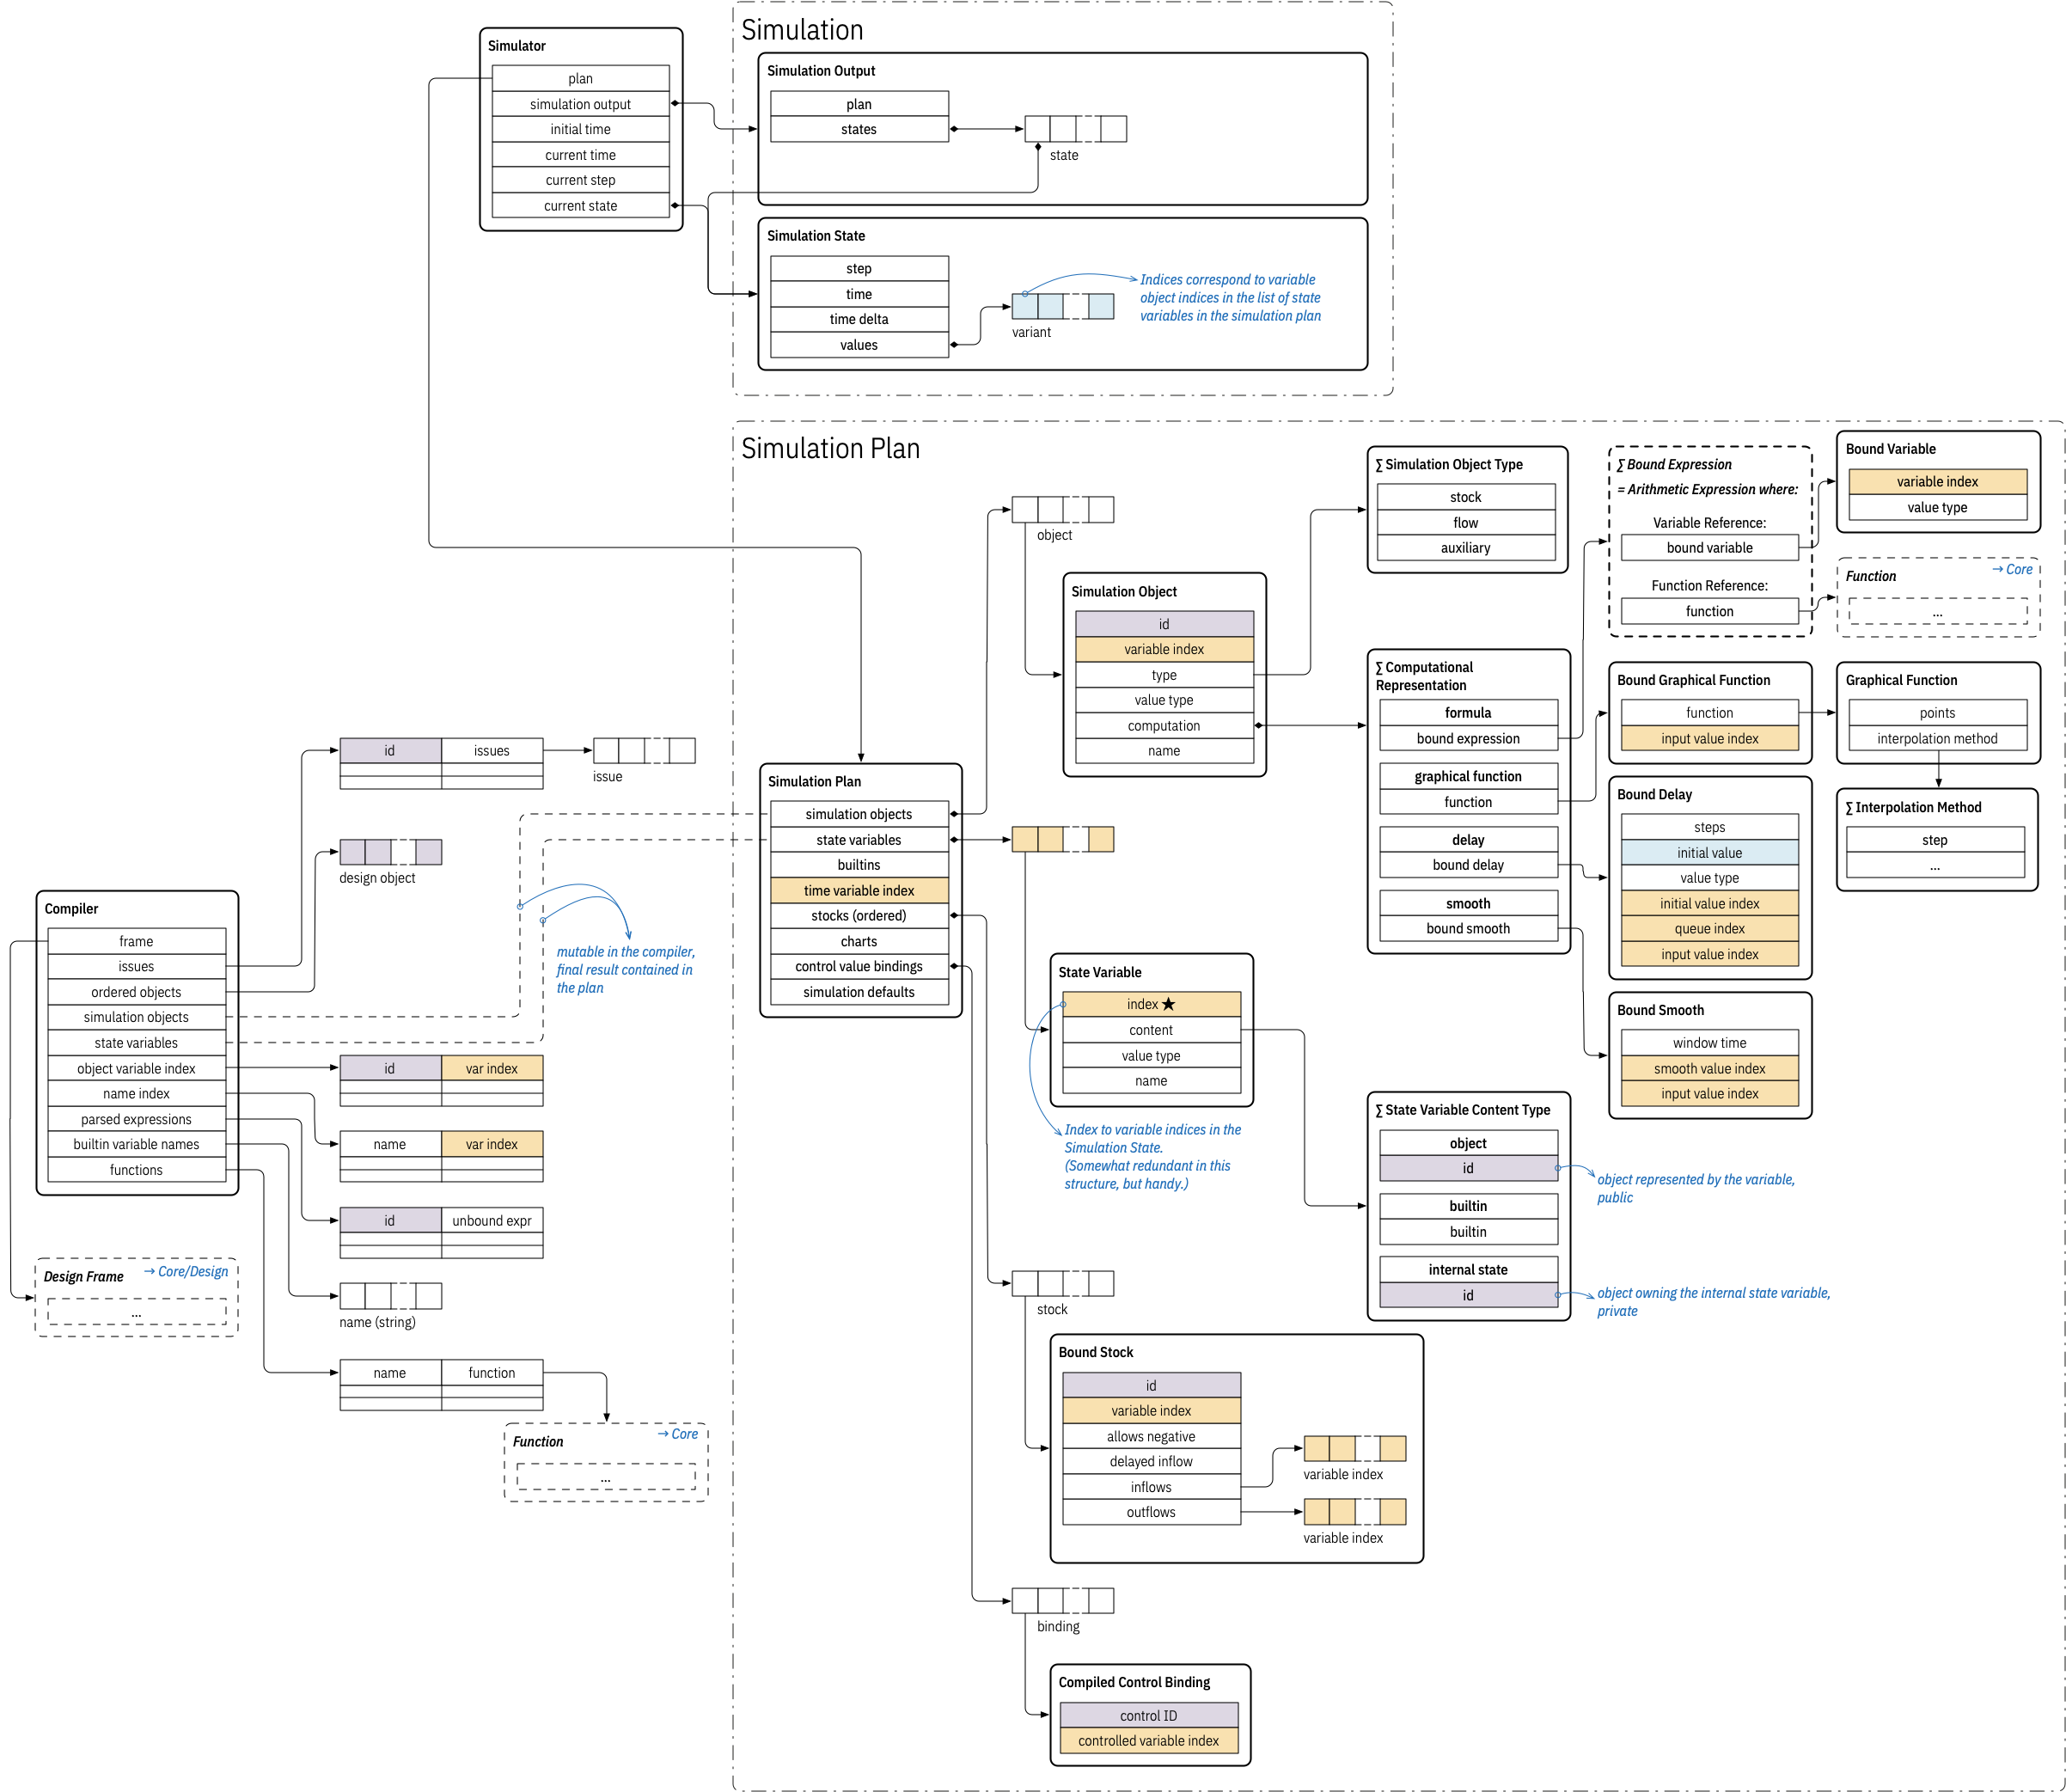 Simulator
plan
simulation output
initial time
current time
current step
current state
Simulation
Simulation Output
plan
states
state
Simulation State
step
time
time delta
values
variant
Indices correspond to variable
object indices in the list of state
variables in the simulation plan
Simulation Plan
object
Simulation Object
id
variable index
type
value type
computation
name
∑ Simulation Object Type
stock
flow
auxiliary
∑ Bound Expression
= Arithmetic Expression where:
Variable Reference:
bound variable
Function Reference:
function
Bound Variable
variable index
value type
Function
→ Core
...
∑ Computational
Representation
formula
bound expression
graphical function
function
delay
bound delay
smooth
bound smooth
Bound Graphical Function
function
input value index
Graphical Function
points
interpolation method
∑ Interpolation Method
step
...
Bound Delay
steps
initial value
value type
initial value index
queue index
input value index
Bound Smooth
window time
smooth value index
input value index
Simulation Plan
simulation objects
state variables
builtins
time variable index
stocks (ordered)
charts
control value bindings
simulation defaults
State Variable
index ★
content
value type
name
Index to variable indices in the
Simulation State.
(Somewhat redundant in this
structure, but handy.)
∑ State Variable Content Type
object
id
builtin
builtin
internal state
id
object represented by the variable,
public
object owning the internal state variable,
private
stock
Bound Stock
id
variable index
allows negative
delayed inflow
inflows
outflows
variable index
variable index
binding
Compiled Control Binding
control ID
controlled variable index
id issues
issue
design object
mutable in the compiler,
final result contained in
the plan
Compiler
frame
issues
ordered objects
simulation objects
state variables
object variable index
name index
parsed expressions
builtin variable names
functions
id var index
name var index
id unbound expr
name (string)
name function
Design Frame
→ Core/Design
...
Function
→ Core
...